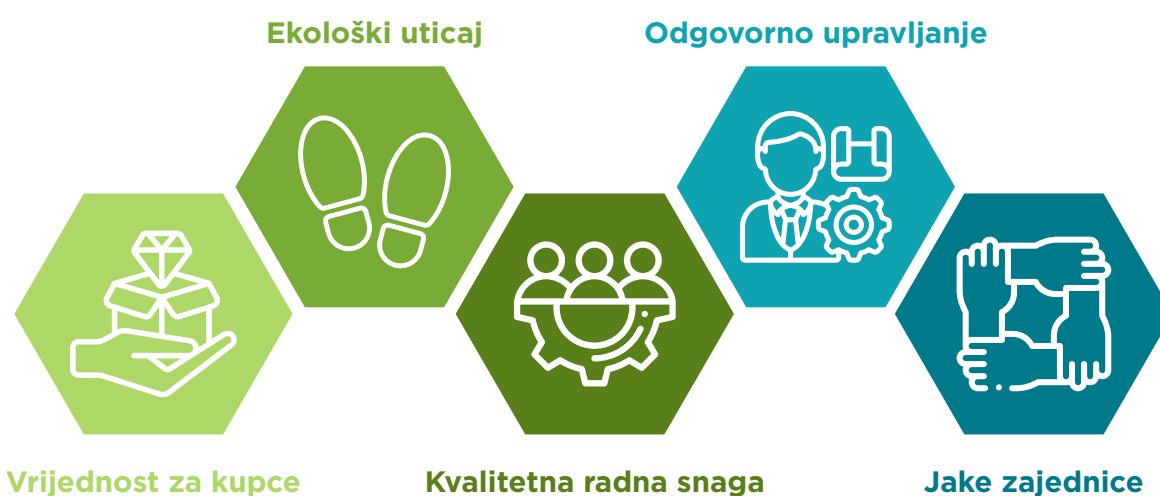 Ekološki uticaj
Odgovorno upravljanje
Vrijednost za kupce
Kvalitetna radna snaga
Jake zajednice